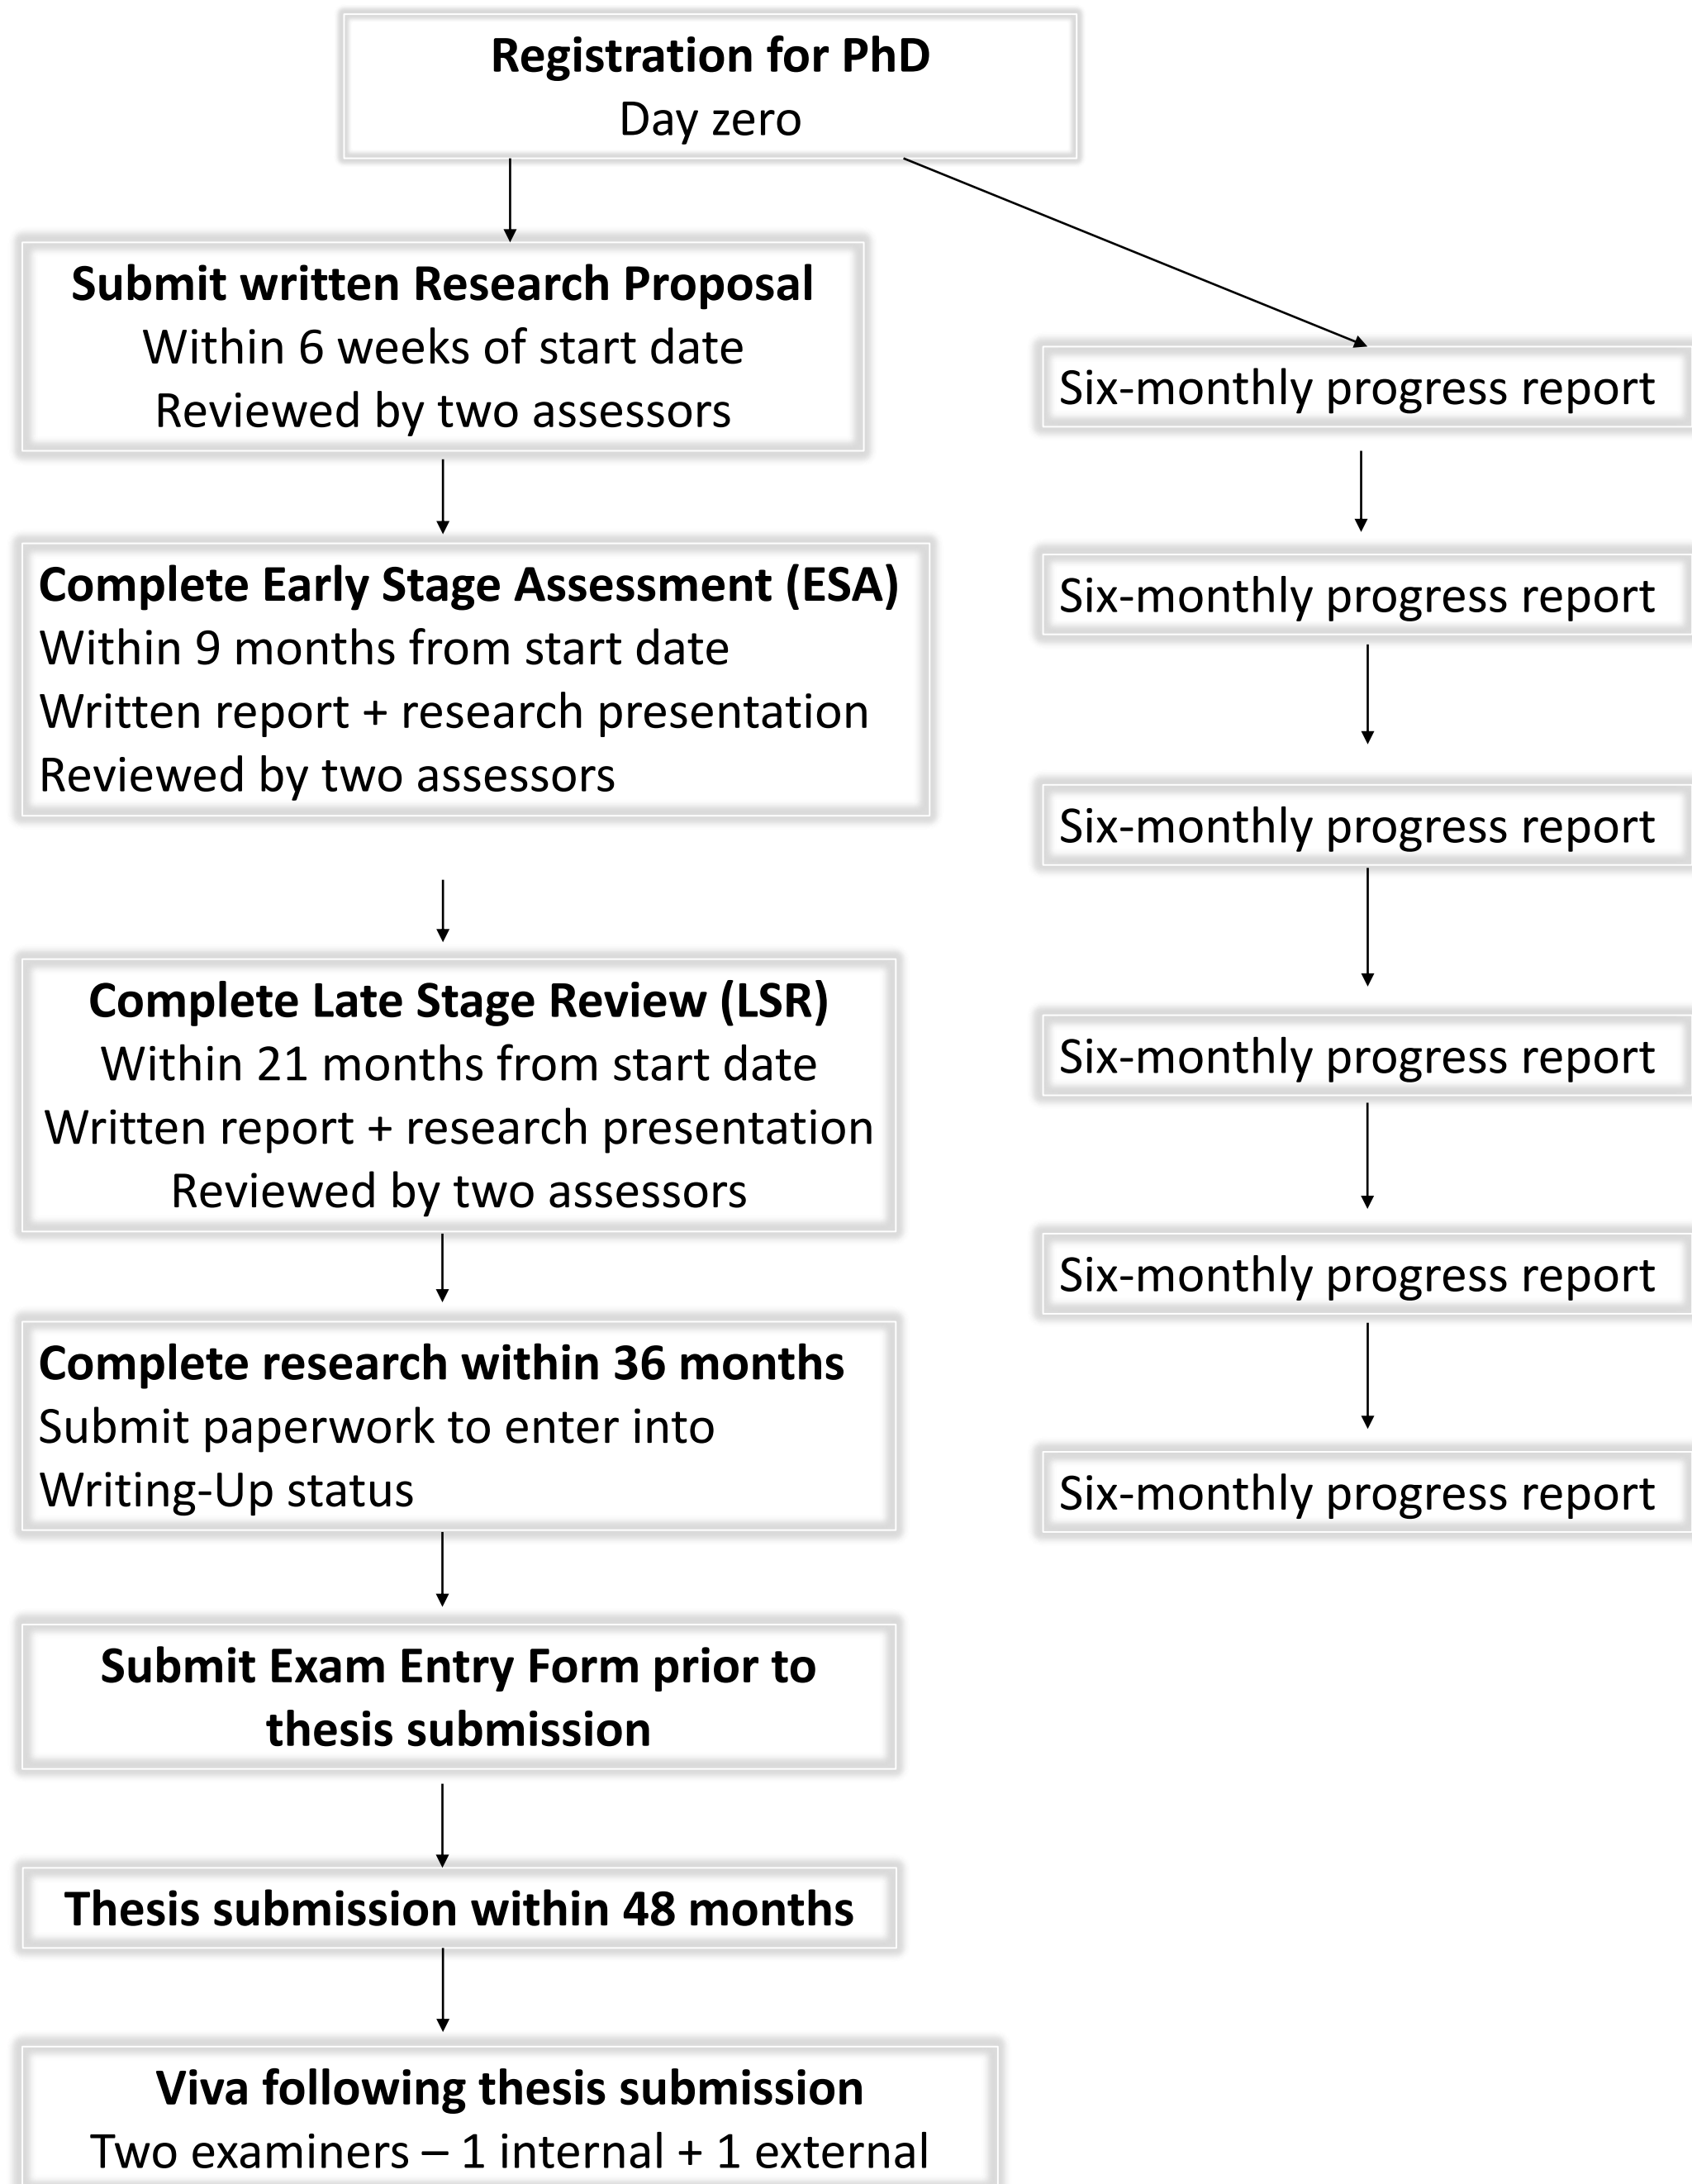 Registration for PhD
Day zero
Submit written Research Proposal
Within 6 weeks of start date
Reviewed by two assessors
Complete Early Stage Assessment (ESA)
Within 9 months from start date
Written report + research presentation
Reviewed by two assessors
Complete Late Stage Review (LSR)
Within 21 months from start date
Written report + research presentation
Reviewed by two assessors
Complete research within 36 months
Submit paperwork to enter into
Writing-Up status
Submit Exam Entry Form prior to
thesis submission
Thesis submission within 48 months
Viva following thesis submission
Two examiners – 1 internal + 1 external
Six-monthly progress report
Six-monthly progress report
Six-monthly progress report
Six-monthly progress report
Six-monthly progress report
Six-monthly progress report